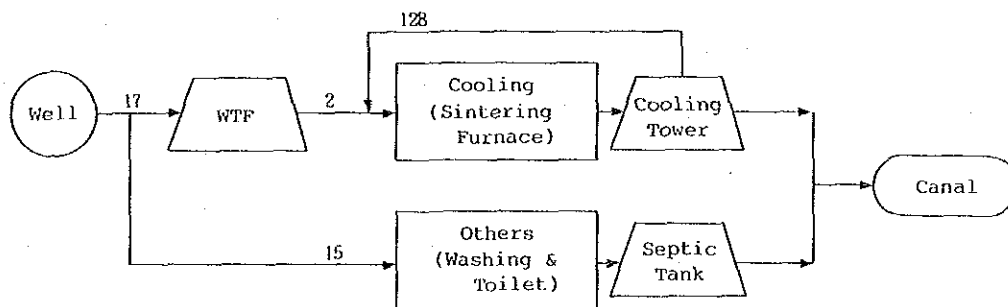 128
Well
17
WTF
2
Cooling
(Sintering
Furnace)
Cooling
Tower
Canal
15
Others
(Washing &
Toilet)
Septic
Tank